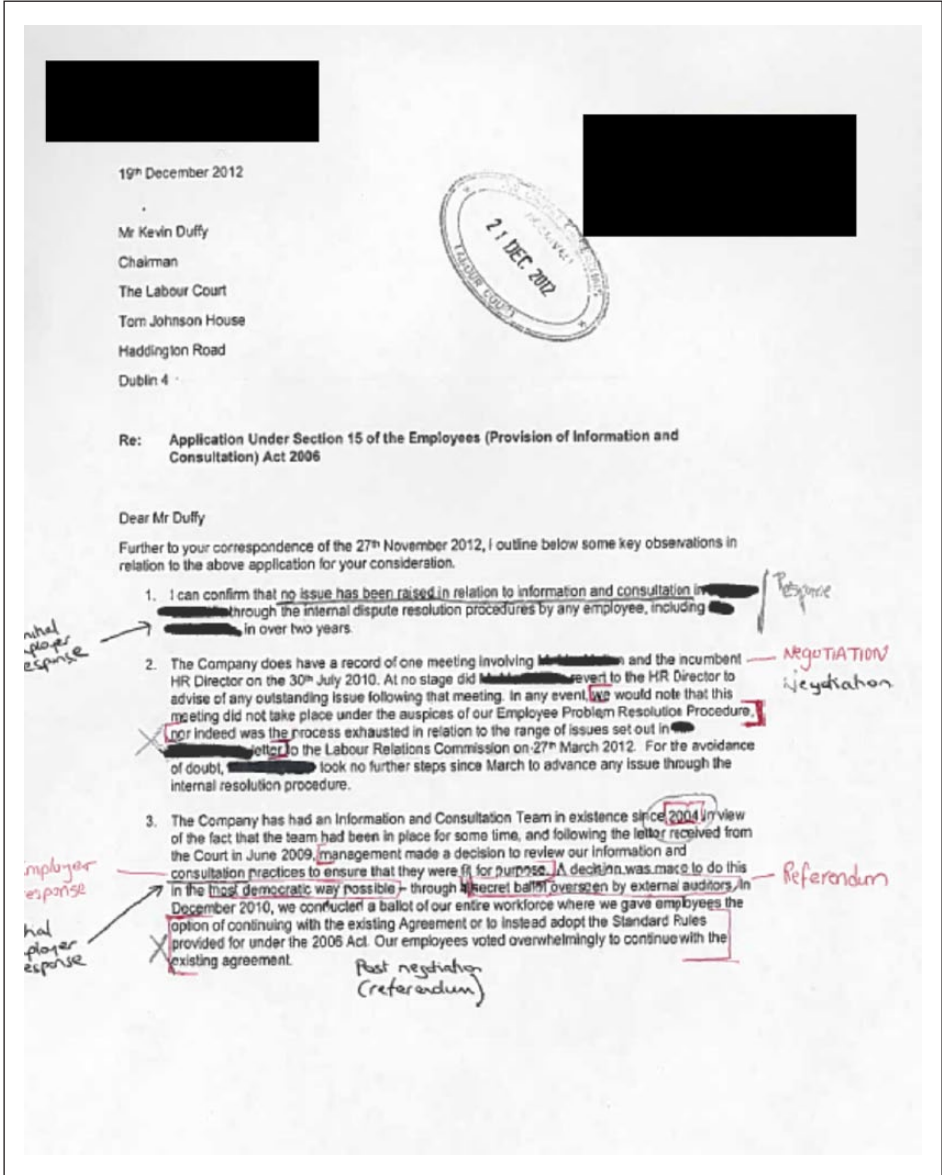 19th December 2012
21 DEC. 2012
LABOUR COURT
Mr Kevin Duffy
Chairman
The Labour Court
Tom Johnson House
Haddington Road
Dublin 4
Re: Application Under Section 15 of the Employees (Provision of Information and
Consultation) Act 2006
Dear Mr Duffy
Further to your correspondence of the 27th November 2012, I outline below some key observations in
relation to the above application for your consideration.
1. I can confirm that no issue has been raised in relation to information and consultation in
through the internal dispute resolution procedures by any employee, including
, in over two years.
Response
2. The Company does have a record of one meeting involving and the incumbent
HR Director on the 30th July 2010. At no stage did revert to the HR Director to
advise of any outstanding issue following that meeting. In any event, we would note that this
meeting did not take place under the auspices of our Employee Problem Resolution Procedure,
nor indeed was the process exhausted in relation to the range of issues set out in
letter to the Labour Relations Commission on 27th March 2012. For the avoidance
of doubt, took no further steps since March to advance any issue through the
internal resolution procedure.
NEGOTIATION
Negotiation
3. The Company has had an Information and Consultation Team in existence since 2004 in view
of the fact that the team had been in place for some time, and following the letter received from
the Court in June 2009, management made a decision to review our information and
consultation practices to ensure that they were fit for purpose. A decision was made to do this
in the most democratic way possible – through a secret ballot overseen by external auditors. In
December 2010, we conducted a ballot of our entire workforce where we gave employees the
option of continuing with the existing Agreement or to instead adopt the Standard Rules
provided for under the 2006 Act. Our employees voted overwhelmingly to continue with the
existing agreement.
Referendum
Post negotiation
(referendum)